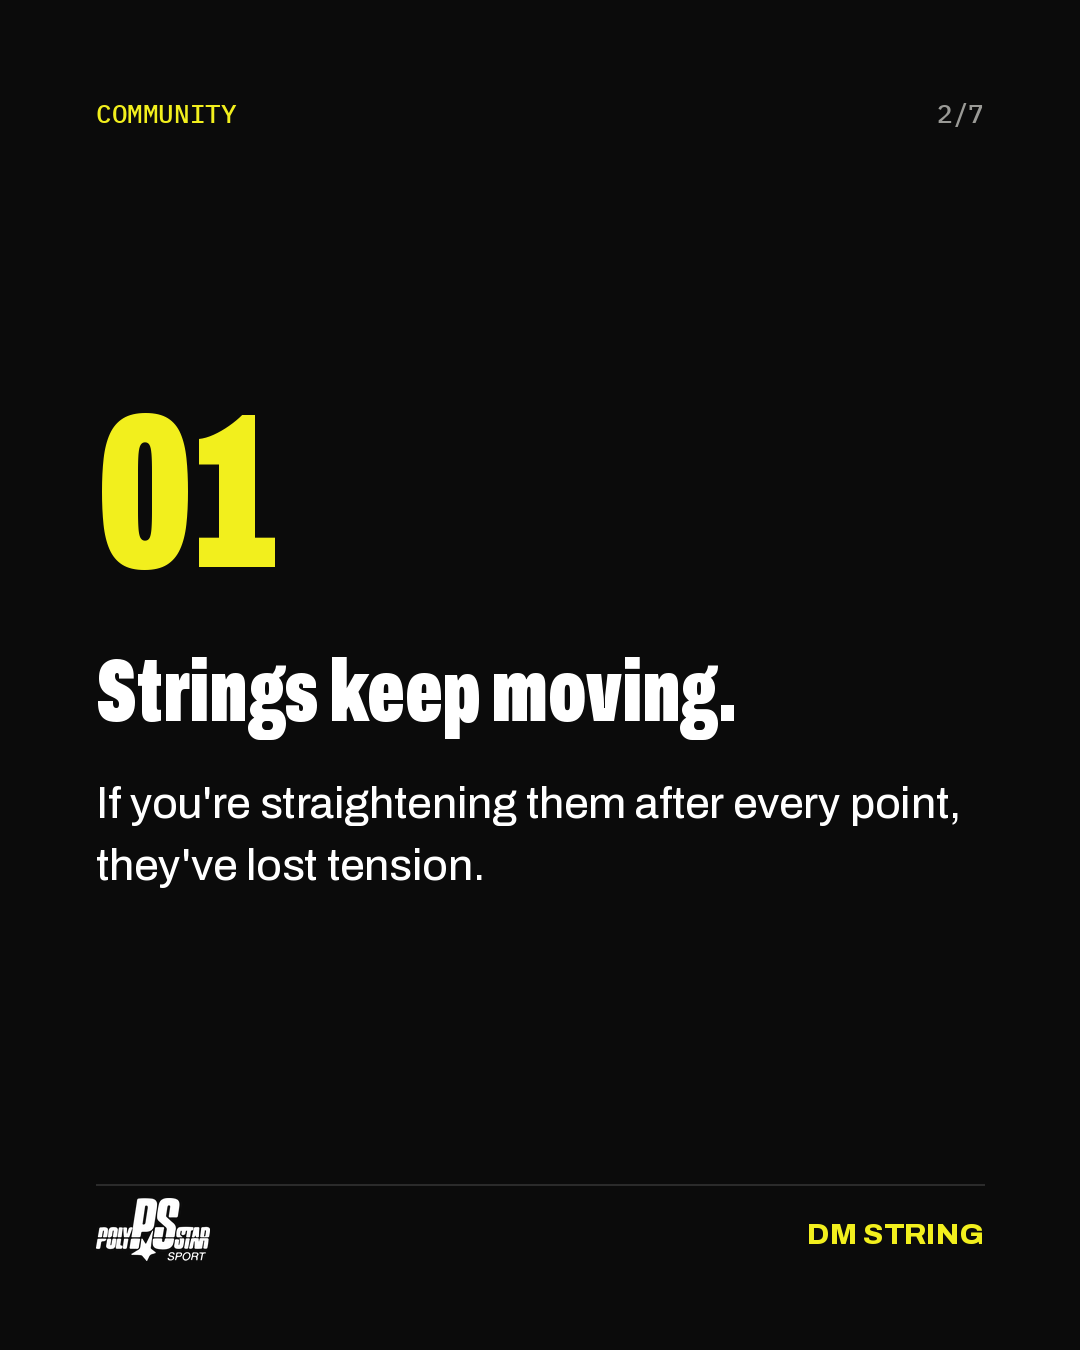 COMMUNITY
2/7
01
Strings keep moving.
If you're straightening them after every point,
they've lost tension.
POLY PS STAR
SPORT
DM STRING